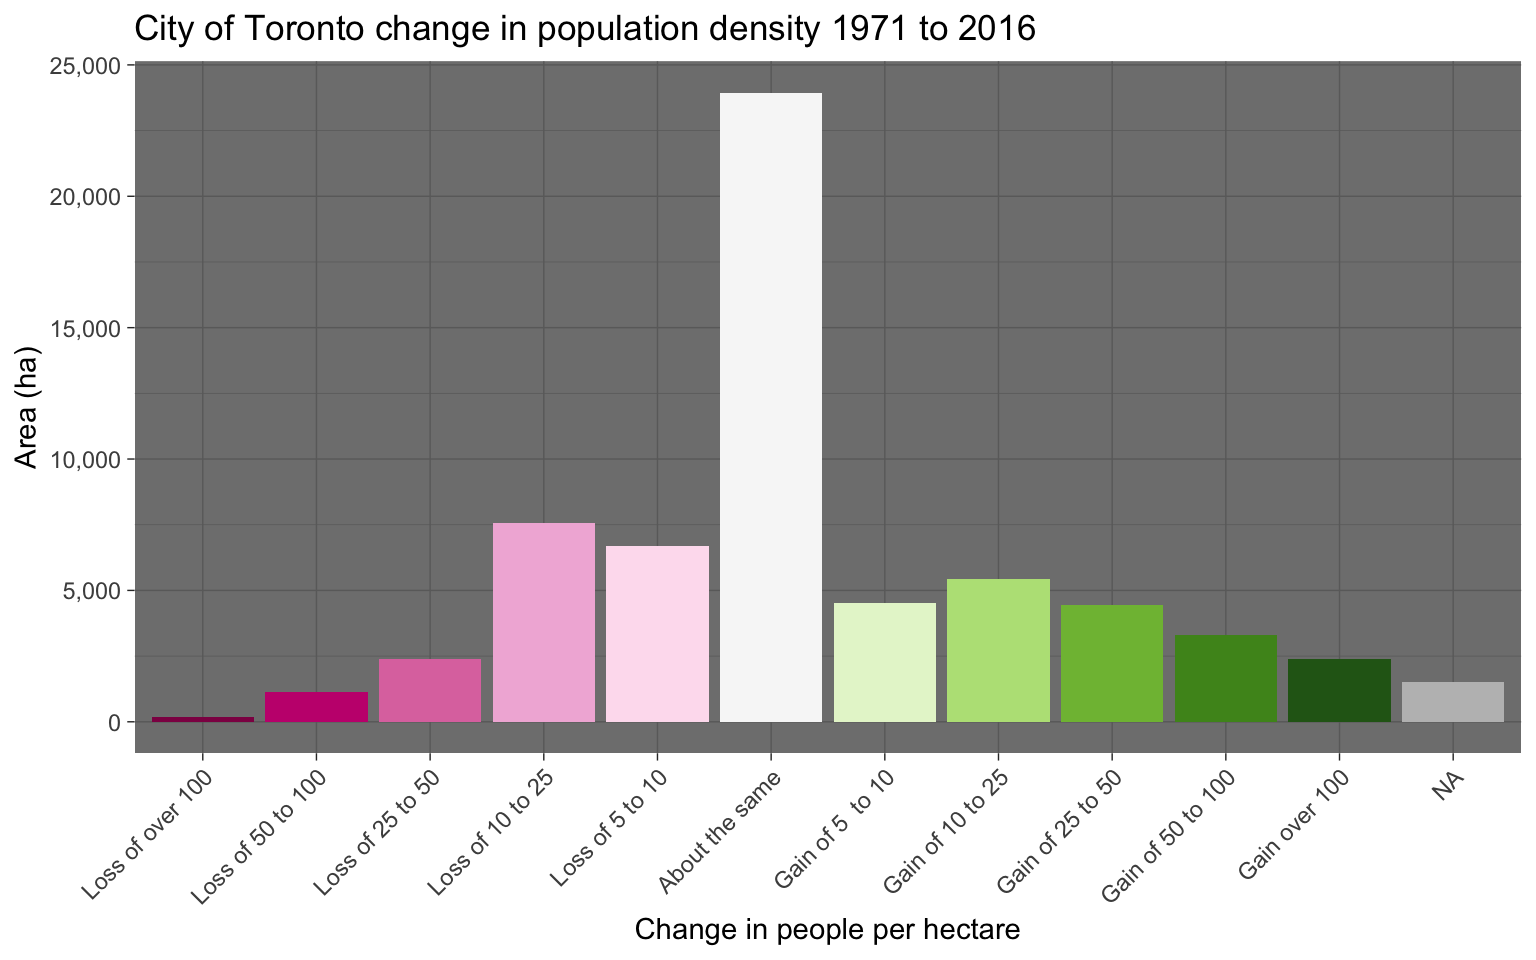 City of Toronto change in population density 1971 to 2016
Area (ha)
25,000
20,000
15,000
10,000
5,000
0
Loss of over 100
Loss of 50 to 100
Loss of 25 to 50
Loss of 10 to 25
Loss of 5 to 10
About the same
Gain of 5  to 10
Gain of 10 to 25
Gain of 25 to 50
Gain of 50 to 100
Gain over 100
NA
Change in people per hectare